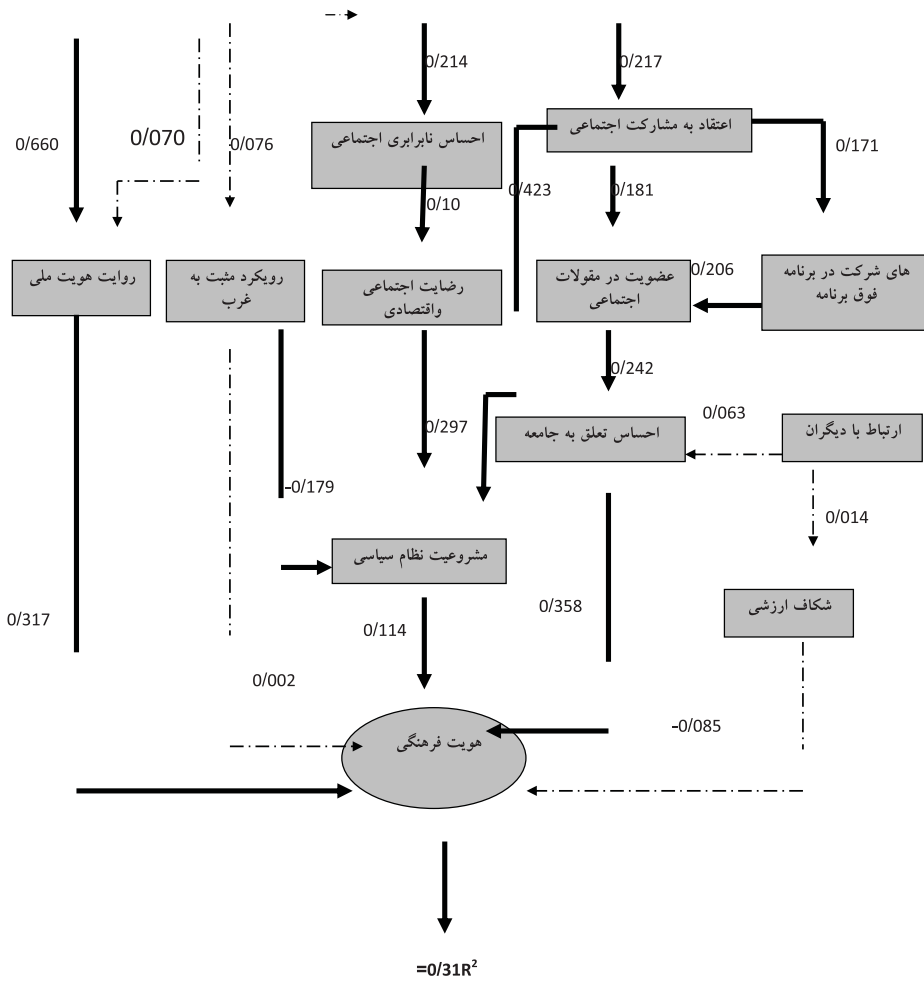 0/214
0/217
0/660
0/070
0/076
احساس نابرابری اجتماعی
اعتقاد به مشارکت اجتماعی
0/171
0/10
0/423
0/181
روایت هویت ملی
رویکرد مثبت به
غرب
رضایت اجتماعی
واقتصادی
عضویت در مقولات
اجتماعی
0/206
های شرکت در برنامه
فوق برنامه
0/242
0/297
احساس تعلق به جامعه
0/063
ارتباط با دیگران
-0/179
0/014
مشروعیت نظام سیاسی
شکاف ارزشی
0/317
0/114
0/358
0/002
هویت فرهنگی
-0/085
=0/31R²